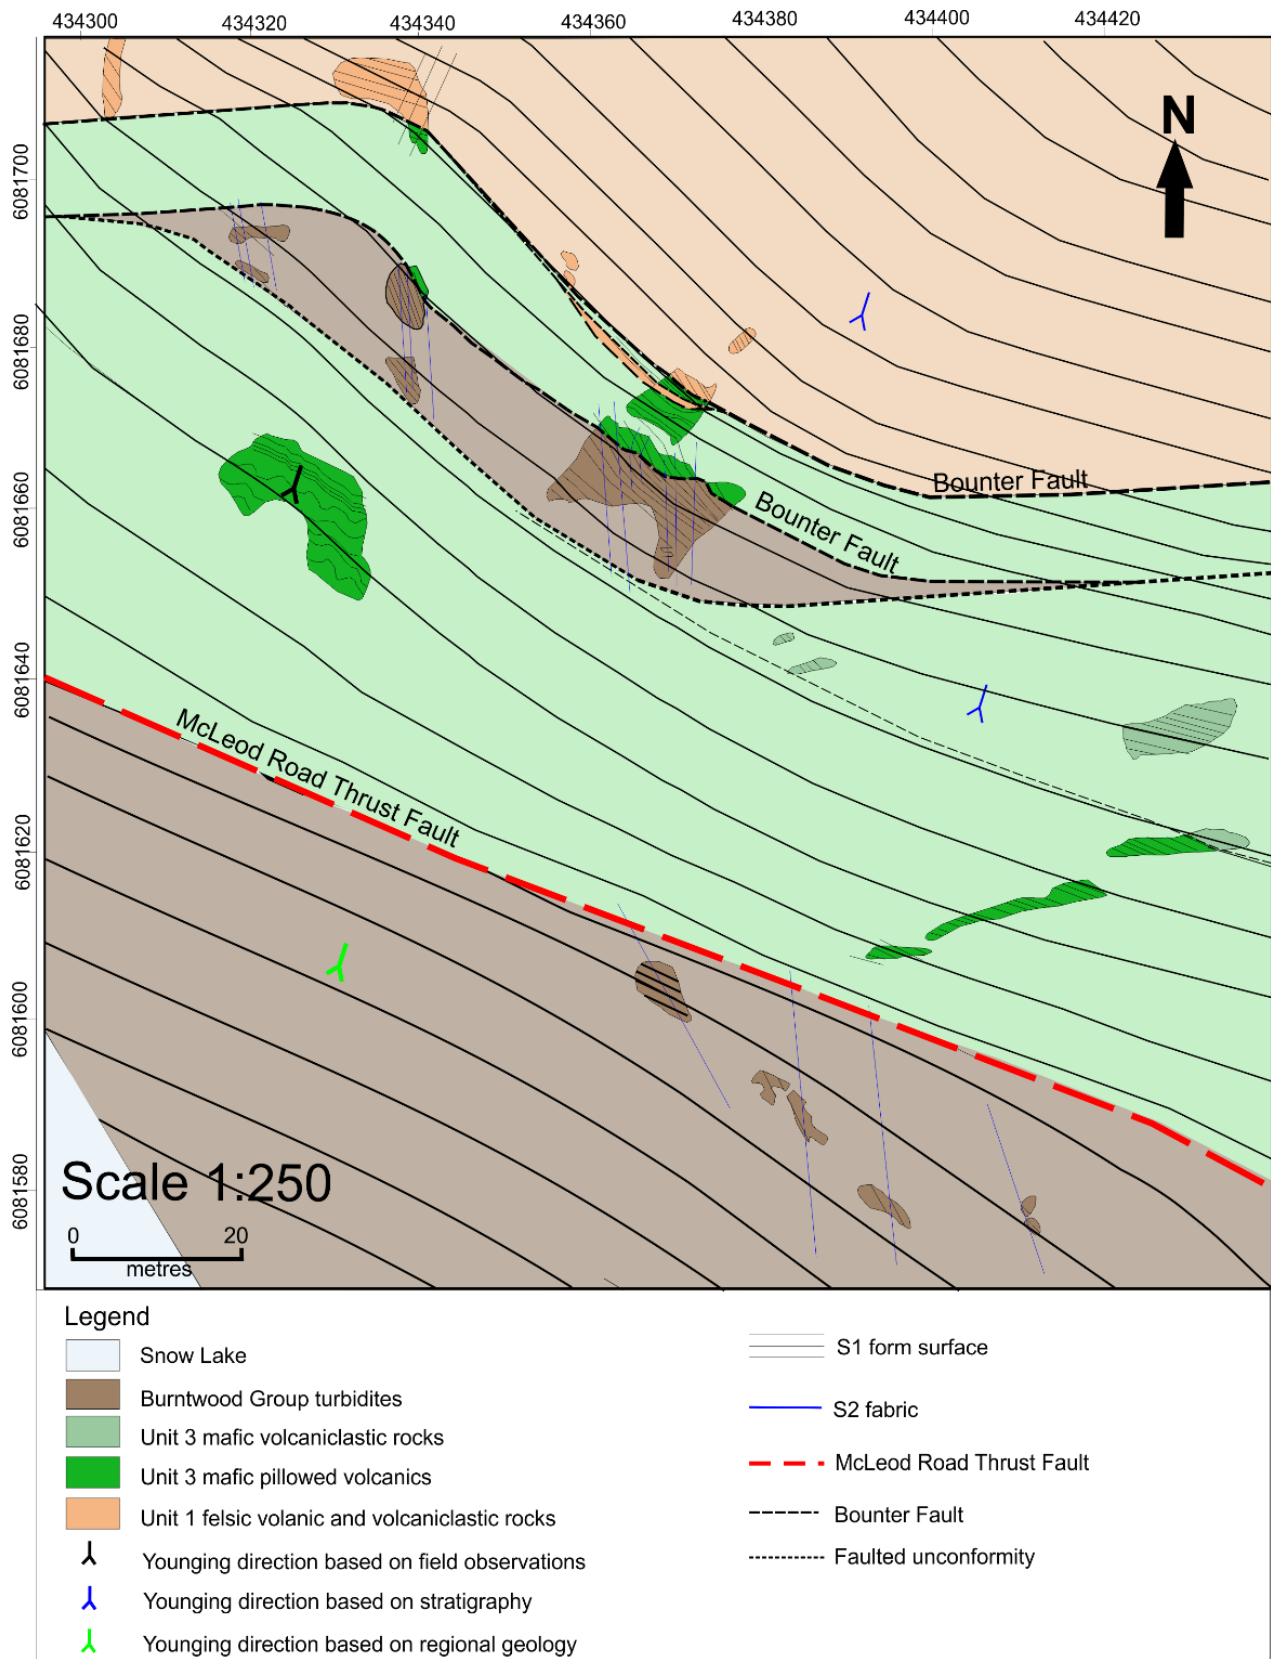 434300 434320 434340 434360 434380 434400 434420
N
6081700
6081680
6081660
6081640
6081620
6081600
6081580
Bounter Fault
Bounter Fault
McLeod Road Thrust Fault
Scale 1:250
0 20
metres
Legend
Snow Lake
Burntwood Group turbidites
Unit 3 mafic volcaniclastic rocks
Unit 3 mafic pillowed volcanics
Unit 1 felsic volanic and volcaniclastic rocks
Younging direction based on field observations
Younging direction based on stratigraphy
Younging direction based on regional geology
S1 form surface
S2 fabric
McLeod Road Thrust Fault
Bounter Fault
Faulted unconformity